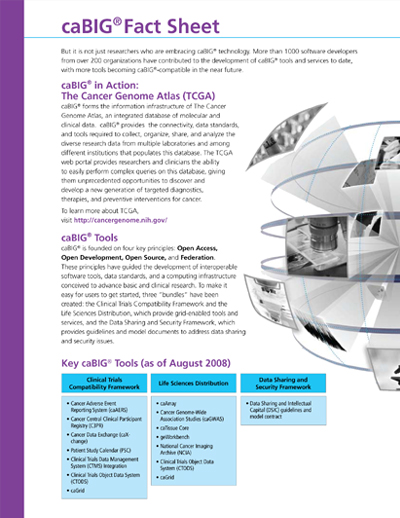 caBIG® Fact Sheet
But it is not just researchers who are embracing caBIG® technology. More than 1000 software developers
from over 200 organizations have contributed to the development of caBIG® tools and services to date,
with more tools becoming caBIG®-compatible in the near future.
caBIG® in Action:
The Cancer Genome Atlas (TCGA)
caBIG® forms the information infrastructure of The Cancer
Genome Atlas, an integrated database of molecular and
clinical data. caBIG® provides the connectivity, data standards,
and tools required to collect, organize, share, and analyze the
diverse research data from multiple laboratories and among
different institutions that populates this database. The TCGA
web portal provides researchers and clinicians the ability
to easily perform complex queries on this database, giving
them unprecedented opportunities to discover and
develop a new generation of targeted diagnostics,
therapies, and preventive interventions for cancer.
To learn more about TCGA,
visit http://cancergenome.nih.gov/
caBIG® Tools
caBIG® is founded on four key principles: Open Access,
Open Development, Open Source, and Federation.
These principles have guided the development of interoperable
software tools, data standards, and a computing infrastructure
conceived to advance basic and clinical research. To make it
easy for users to get started, three "bundles" have been
created: the Clinical Trials Compatibility Framework and the
Life Sciences Distribution, which provide grid-enabled tools and
services, and the Data Sharing and Security Framework, which
provides guidelines and model documents to address data sharing
and security issues.
Key caBIG® Tools (as of August 2008)
Clinical Trials
Compatibility Framework
• Cancer Adverse Event
Reporting System (caAERS)
• Cancer Central Clinical Participant
Registry (C3PR)
• Cancer Data Exchange (caX-
change)
• Patient Study Calendar (PSC)
• Clinical Trials Data Management
System (CTMS) Integration
• Clinical Trials Object Data System
(CTODS)
• caGrid
Life Sciences Distribution
• caArray
• Cancer Genome-Wide
Association Studies (caGWAS)
• caTissue Core
• geWorkbench
• National Cancer Imaging
Archive (NCIA)
• Clinical Trials Object Data
System (CTODS)
• caGrid
Data Sharing and
Security Framework
• Data Sharing and Intellectual
Capital (DSIC) guidelines and
model contract